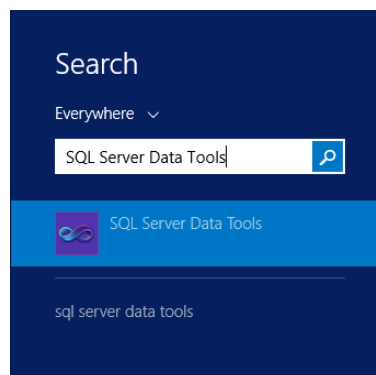 Search
Everywhere
SQL Server Data Tools
SQL Server Data Tools
sql server data tools